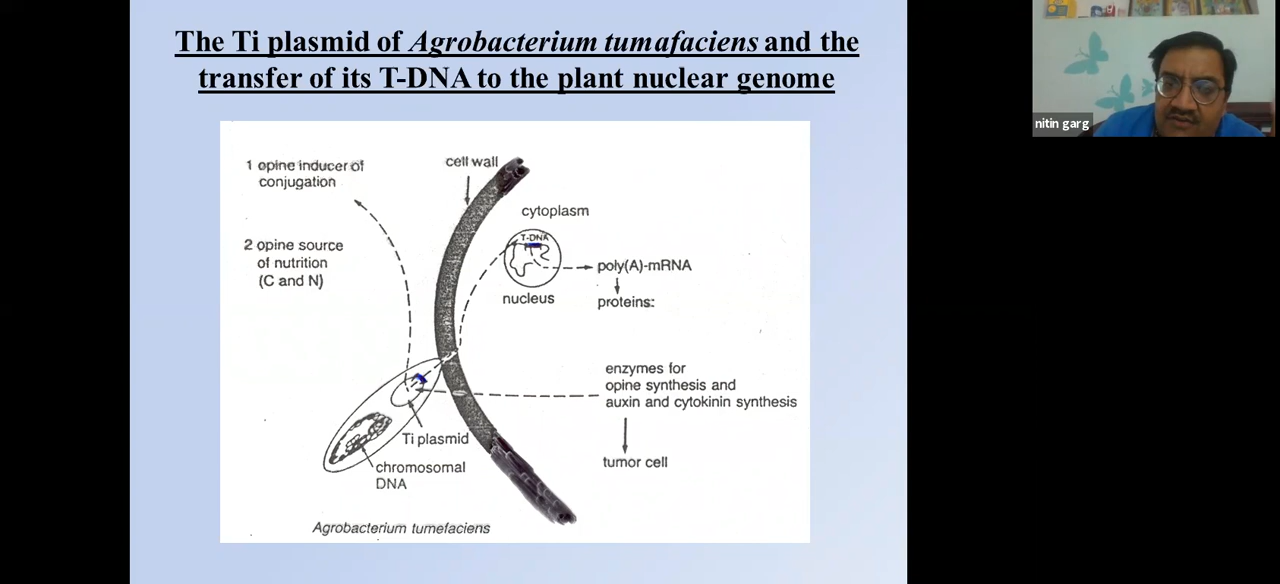 The Ti plasmid of Agrobacterium tumafaciens and the
transfer of its T-DNA to the plant nuclear genome
nitin garg
1 opine inducer of
conjugation
2 opine source
of nutrition
(C and N)
cell wall
cytoplasm
T-DNA
nucleus
poly(A)-mRNA
proteins:
enzymes for
opine synthesis and
auxin and cytokinin synthesis
tumor cell
Ti plasmid
chromosomal
DNA
Agrobacterium tumefaciens